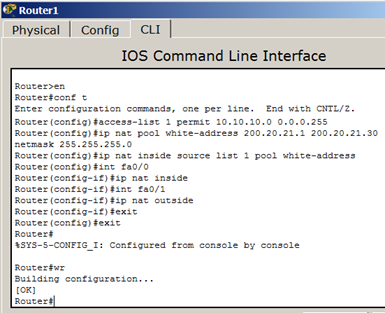 Router1
Physical Config CLI
IOS Command Line Interface
Router>en
Router#conf t
Enter configuration commands, one per line.  End with CNTL/Z.
Router(config)#access-list 1 permit 10.10.10.0 0.0.0.255
Router(config)#ip nat pool white-address 200.20.21.1 200.20.21.30
netmask 255.255.255.0
Router(config)#ip nat inside source list 1 pool white-address
Router(config)#int fa0/0
Router(config-if)#ip nat inside
Router(config-if)#int fa0/1
Router(config-if)#ip nat outside
Router(config-if)#exit
Router(config)#exit
Router#
%SYS-5-CONFIG_I: Configured from console by console
Router#wr
Building configuration...
[OK]
Router#